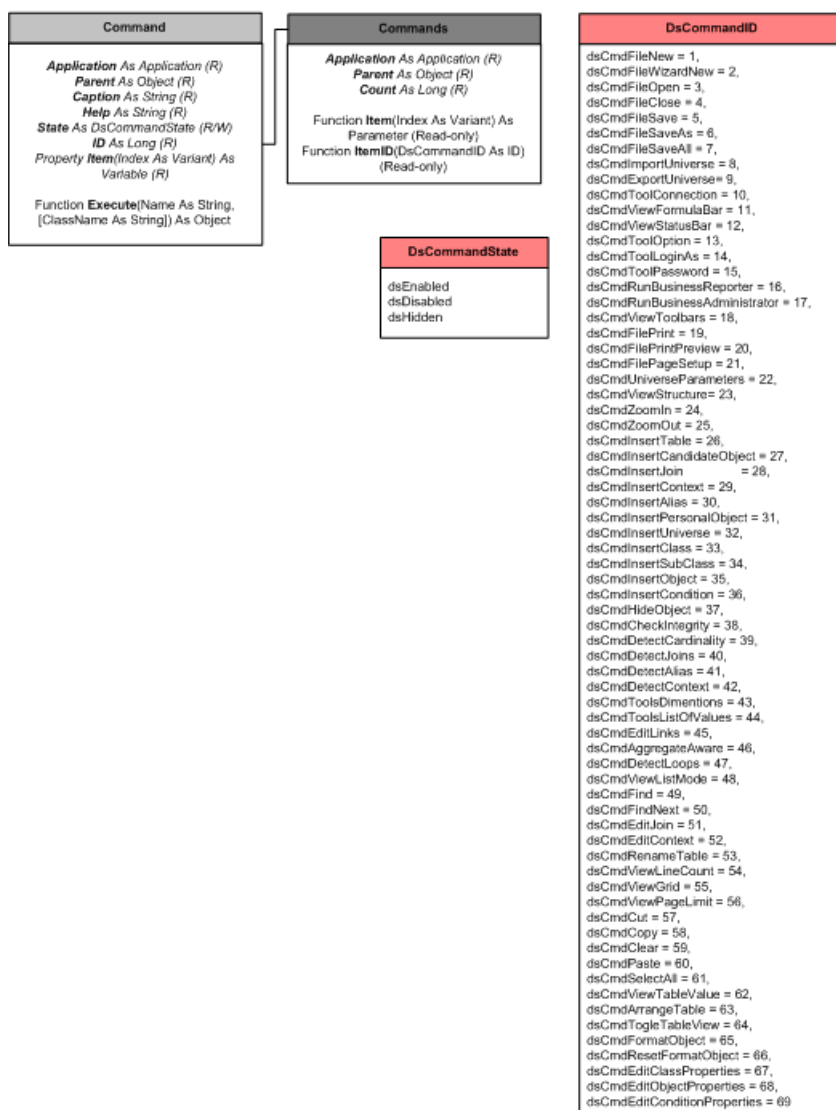 Command
Application As Application (R)
Parent As Object (R)
Caption As String (R)
Help As String (R)
State As DsCommandState (R/W)
ID As Long (R)
Property Item(Index As Variant) As
Variable (R)
Function Execute(Name As String,
[ClassName As String]) As Object
Commands
Application As Application (R)
Parent As Object (R)
Count As Long (R)
Function Item(Index As Variant) As
Parameter (Read-only)
Function ItemID(DsCommandID As ID)
(Read-only)
DsCommandState
dsEnabled
dsDisabled
dsHidden
DsCommandID
dsCmdFileNew = 1,
dsCmdFileWizardNew = 2,
dsCmdFileOpen = 3,
dsCmdFileClose = 4,
dsCmdFileSave = 5,
dsCmdFileSaveAs = 6,
dsCmdFileSaveAll = 7,
dsCmdImportUniverse = 8,
dsCmdExportUniverse= 9,
dsCmdToolConnection = 10,
dsCmdViewFormulaBar = 11,
dsCmdViewStatusBar = 12,
dsCmdToolOption = 13,
dsCmdToolLoginAs = 14,
dsCmdToolPassword = 15,
dsCmdRunBusinessReporter = 16,
dsCmdRunBusinessAdministrator = 17,
dsCmdViewToolbars = 18,
dsCmdFilePrint = 19,
dsCmdFilePrintPreview = 20,
dsCmdFilePageSetup = 21,
dsCmdUniverseParameters = 22,
dsCmdViewStructure= 23,
dsCmdZoomIn = 24,
dsCmdZoomOut = 25,
dsCmdInsertTable = 26,
dsCmdInsertCandidateObject = 27,
dsCmdInsertJoin = 28,
dsCmdInsertContext = 29,
dsCmdInsertAlias = 30,
dsCmdInsertPersonalObject = 31,
dsCmdInsertUniverse = 32,
dsCmdInsertClass = 33,
dsCmdInsertSubClass = 34,
dsCmdInsertObject = 35,
dsCmdInsertCondition = 36,
dsCmdHideObject = 37,
dsCmdCheckIntegrity = 38,
dsCmdDetectCardinality = 39,
dsCmdDetectJoins = 40,
dsCmdDetectAlias = 41,
dsCmdDetectContext = 42,
dsCmdToolsDimentions = 43,
dsCmdToolsListOfValues = 44,
dsCmdEditLinks = 45,
dsCmdAggregateAware = 46,
dsCmdDetectLoops = 47,
dsCmdViewListMode = 48,
dsCmdFind = 49,
dsCmdFindNext = 50,
dsCmdEditJoin = 51,
dsCmdEditContext = 52,
dsCmdRenameTable = 53,
dsCmdViewLineCount = 54,
dsCmdViewGrid = 55,
dsCmdViewPageLimit = 56,
dsCmdCut = 57,
dsCmdCopy = 58,
dsCmdClear = 59,
dsCmdPaste = 60,
dsCmdSelectAll = 61,
dsCmdViewTableValue = 62,
dsCmdArrangeTable = 63,
dsCmdTogleTableView = 64,
dsCmdFormatObject = 65,
dsCmdResetFormatObject = 66,
dsCmdEditClassProperties = 67,
dsCmdEditObjectProperties = 68,
dsCmdEditConditionProperties = 69